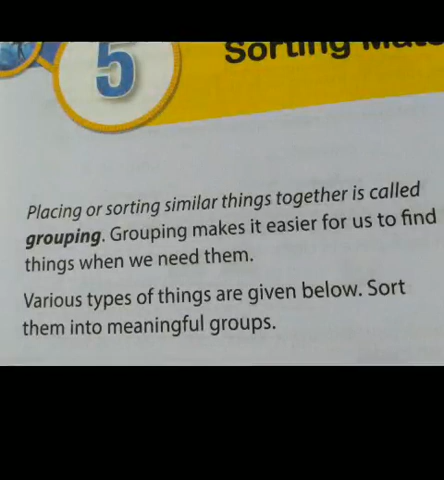 5
Sorting
Placing or sorting similar things together is called
grouping. Grouping makes it easier for us to find
things when we need them.
Various types of things are given below. Sort
them into meaningful groups.